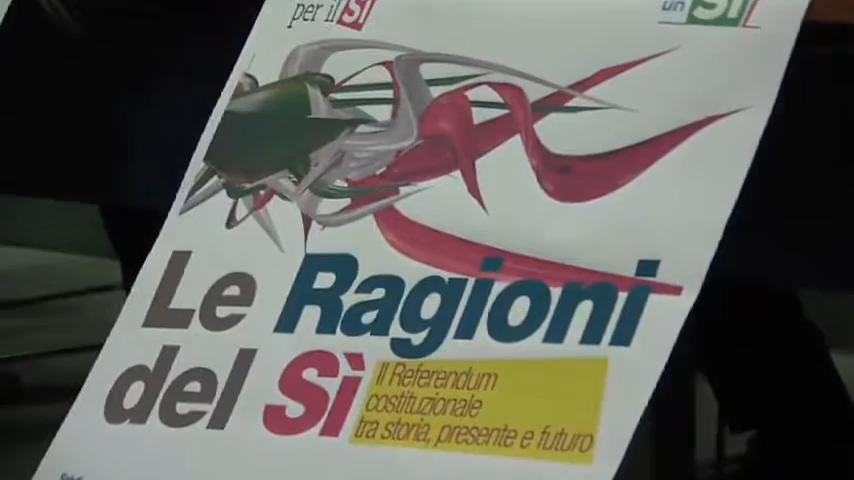 per il SÌ
un SÌ
Le Ragioni
del Sì
Il Referendum
costituzionale
tra storia, presente e futuro